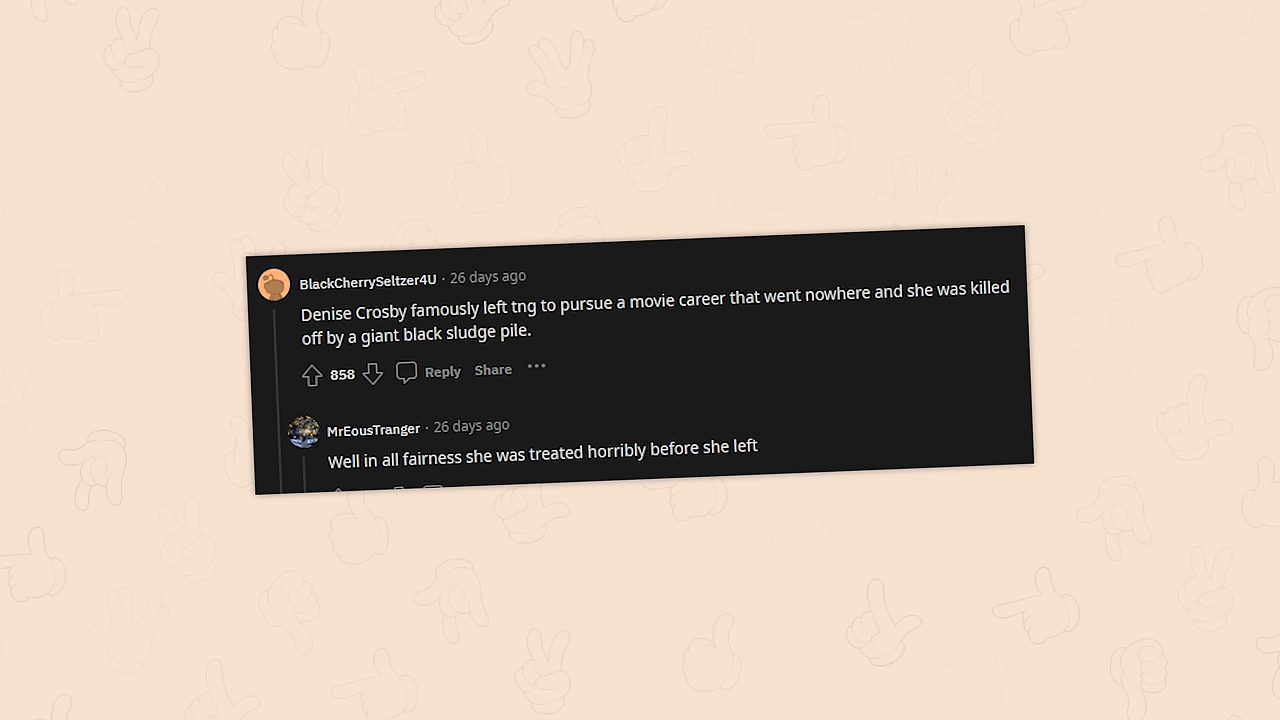 BlackCherrySeltzer4U · 26 days ago
Denise Crosby famously left tng to pursue a movie career that went nowhere and she was killed
off by a giant black sludge pile.
858 Reply Share ···
MrEousTranger · 26 days ago
Well in all fairness she was treated horribly before she left